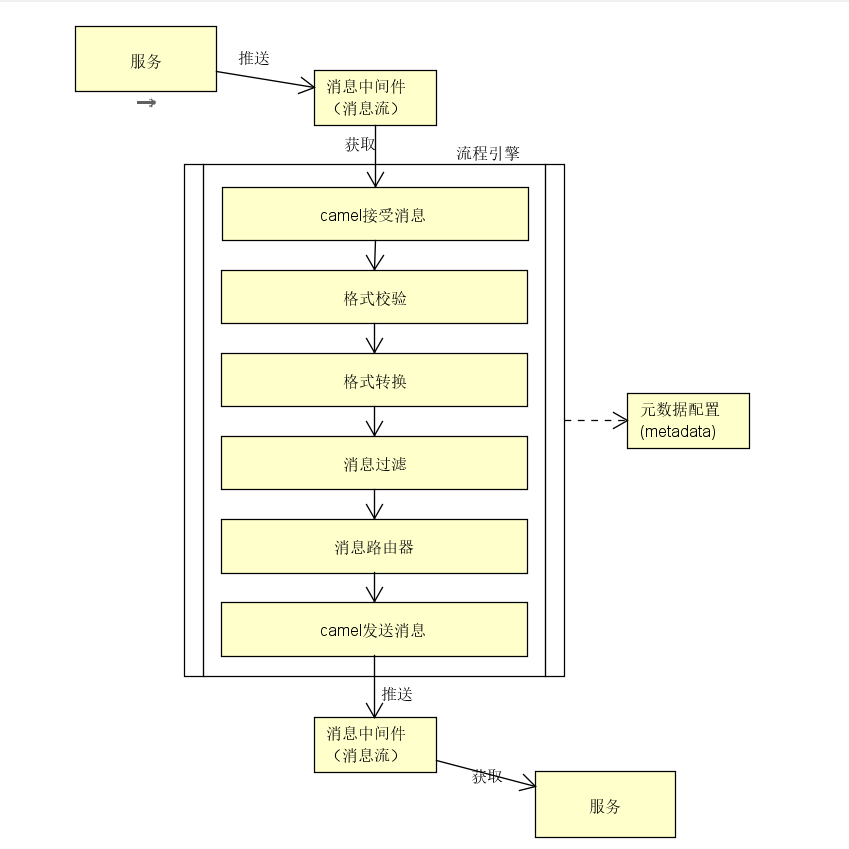 服务
推送
消息中间件
（消息流）
获取
流程引擎
camel接受消息
格式校验
格式转换
元数据配置
(metadata)
消息过滤
消息路由器
camel发送消息
推送
消息中间件
（消息流）
获取
服务